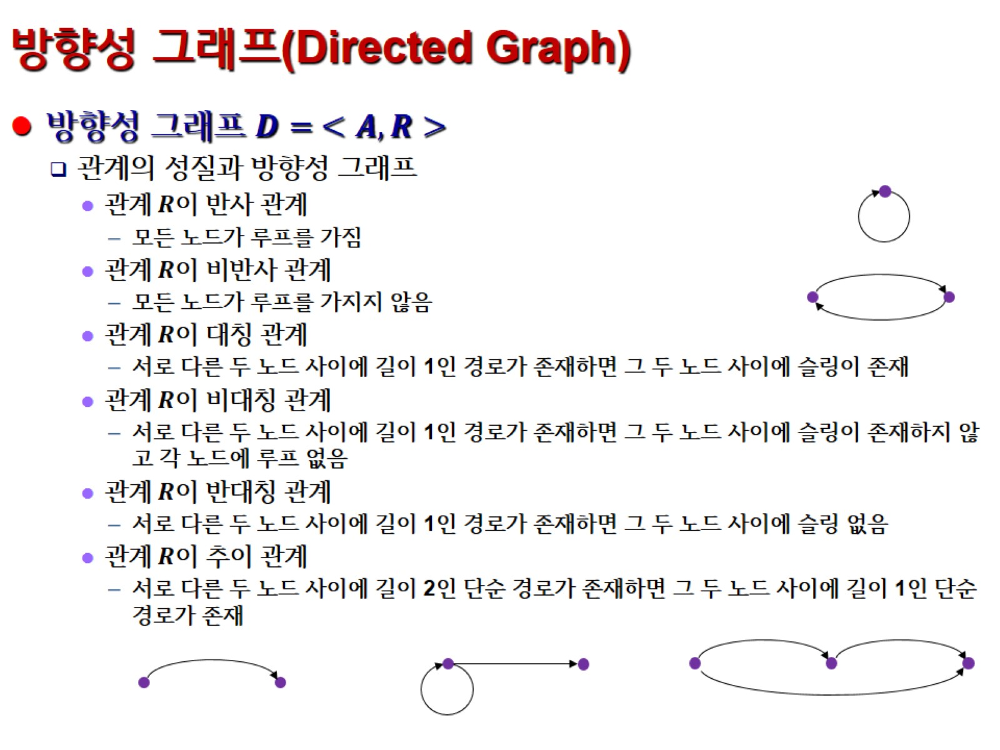 방향성 그래프(Directed Graph)
방향성 그래프 D = < A, R >
관계의 성질과 방향성 그래프
관계 R이 반사 관계
– 모든 노드가 루프를 가짐
관계 R이 비반사 관계
– 모든 노드가 루프를 가지지 않음
관계 R이 대칭 관계
– 서로 다른 두 노드 사이에 길이 1인 경로가 존재하면 그 두 노드 사이에 슬링이 존재
관계 R이 비대칭 관계
– 서로 다른 두 노드 사이에 길이 1인 경로가 존재하면 그 두 노드 사이에 슬링이 존재하지 않
고 각 노드에 루프 없음
관계 R이 반대칭 관계
– 서로 다른 두 노드 사이에 길이 1인 경로가 존재하면 그 두 노드 사이에 슬링 없음
관계 R이 추이 관계
– 서로 다른 두 노드 사이에 길이 2인 단순 경로가 존재하면 그 두 노드 사이에 길이 1인 단순
경로가 존재